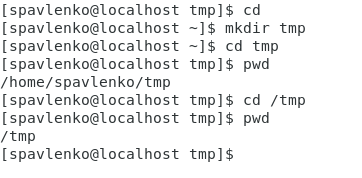 [spavlenko@localhost tmp]$ cd
[spavlenko@localhost ~]$ mkdir tmp
[spavlenko@localhost ~]$ cd tmp
[spavlenko@localhost tmp]$ pwd
/home/spavlenko/tmp
[spavlenko@localhost tmp]$ cd /tmp
[spavlenko@localhost tmp]$ pwd
/tmp
[spavlenko@localhost tmp]$